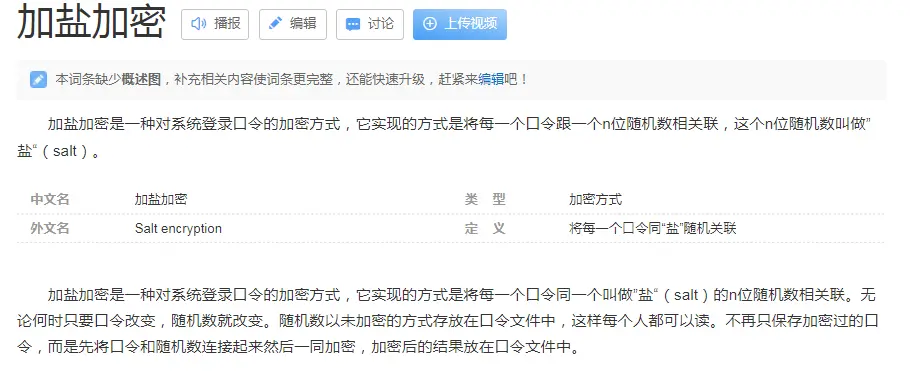 加盐加密 播报 编辑 讨论 上传视频
本词条缺少概述图，补充相关内容使词条更完整，还能快速升级，赶紧来编辑吧！
加盐加密是一种对系统登录口令的加密方式，它实现的方式是将每一个口令跟一个n位随机数相关联，这个n位随机数叫做”
盐“（salt）。
中文名 加盐加密 类 型 加密方式
外文名 Salt encryption 定 义 将每一个口令同“盐”随机关联
加盐加密是一种对系统登录口令的加密方式，它实现的方式是将每一个口令同一个叫做”盐“（salt）的n位随机数相关联。无
论何时只要口令改变，随机数就改变。随机数以未加密的方式存放在口令文件中，这样每个人都可以读。不再只保存加密过的口
令，而是先将口令和随机数连接起来然后一同加密，加密后的结果放在口令文件中。